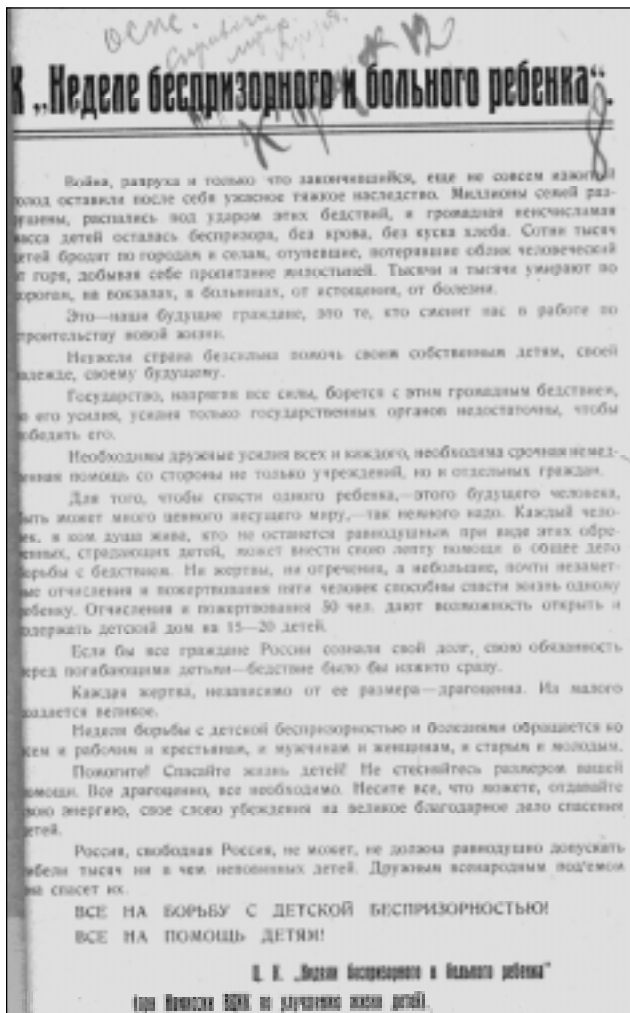 К „Неделе беспризорного и больного ребенка“.
Война, разруха и только что закончившийся, еще не совсем изжитый
голод оставили после себя ужасное тяжкое наследство. Миллионы семей раз-
рушены, распались под ударом этих бедствий, и громадная неисчислимая
масса детей осталась беспризора, без крова, без куска хлеба. Сотни тысяч
детей бродят по городам и селам, отупевшие, потерявшие облик человеческий
от горя, добывая себе пропитание милостыней. Тысячи и тысячи умирают по
дорогам, на вокзалах, в больницах, от истощения, от болезни.
Это—наши будущие граждане, это те, кто сменит нас в работе по
строительству новой жизни.
Неужели страна бессильна помочь своим собственным детям, своей
надежде, своему будущему.
Государство, напрягая все силы, борется с этим громадным бедствием,
но его усилия, усилия только государственных органов недостаточны, чтобы
победить его.
Необходимы дружные усилия всех и каждого, необходима срочная немед-
ленная помощь со стороны не только учреждений, но и отдельных граждан.
Для того, чтобы спасти одного ребенка,—этого будущего человека,
быть может много ценного несущего миру,—так немного надо. Каждый чело-
век, в ком душа жива, кто не останется равнодушным при виде этих обре-
ченных, страдающих детей, может внести свою лепту помощи в общее дело
борьбы с бедствием. Ни жертвы, ни отречения, а небольшие, почти незамет-
ные отчисления и пожертвования пяти человек способны спасти жизнь одному
ребенку. Отчисления и пожертвования 30 чел. дают возможность открыть и
содержать детский дом на 15—20 детей.
Если бы все граждане России сознали свой долг, свою обязанность
перед погибающими детьми—бедствие было бы изжито сразу.
Каждая жертва, независимо от ее размера—драгоценна. Из малого
создается великое.
Неделя борьбы с детской беспризорностью и болезнями обращается ко
всем и рабочим и крестьянам, и мужчинам и женщинам, и старым и молодым.
Помогите! Спасайте жизнь детей! Не стесняйтесь размером вашей
помощи. Все драгоценно, все необходимо. Несите все, что можете, отдавайте
свою энергию, свое слово убеждения на великое благодарное дело спасения
детей.
Россия, свободная Россия, не может, не должна равнодушно допускать
гибели тысяч ни в чем неповинных детей. Дружным всенародным под'емом
она спасет их.
ВСЕ НА БОРЬБУ С ДЕТСКОЙ БЕСПРИЗОРНОСТЬЮ!
ВСЕ НА ПОМОЩЬ ДЕТЯМ!
Ц. К. „Недели беспризорного и больного ребенка“
(при Комиссии ВЦИК по улучшению жизни детей).